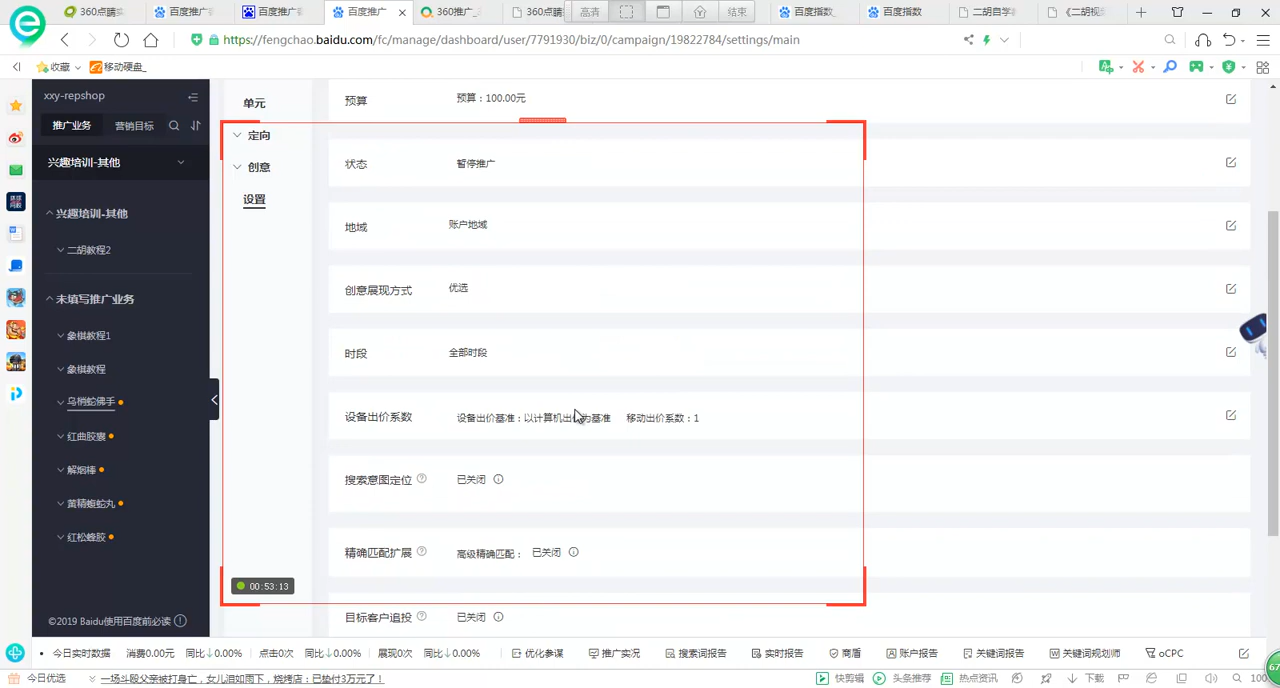 360点睛实
百度推广
百度推广
百度推广
360推广_
360点睛
高清
结束
百度指数_
百度指数
二胡自学
《二胡视
https://fengchao.baidu.com/fc/manage/dashboard/user/7791930/biz/0/campaign/19822784/settings/main
收藏
移动硬盘_
xxy-repshop
推广业务
营销目标
兴趣培训-其他
兴趣培训-其他
二胡教程2
未填写推广业务
象棋教程1
象棋教程
乌梢蛇佛手
红曲胶囊
解烟棒
黄精蝮蛇丸
红松蜂胶
©2019 Baidu使用百度前必读
单元
定向
创意
设置
预算
预算：100.00元
状态
暂停推广
地域
账户地域
创意展现方式
优选
时段
全部时段
设备出价系数
设备出价基准：以计算机出价为基准
移动出价系数：1
搜索意图定位
已关闭
精确匹配扩展
高级精确匹配：
已关闭
目标客户追投
已关闭
00:53:13
今日实时数据
消费0.00元
同比↓0.00%
点击0次
同比↓0.00%
展现0次
同比↓0.00%
优化参谋
推广实况
搜索词报告
实时报告
商盾
账户报告
关键词报告
关键词规划师
oCPC
今日优选
一场斗殴父亲被打身亡，女儿泪如雨下，烧烤店：已垫付3万元了！
快剪辑
头条推荐
热点资讯
下载
100
67